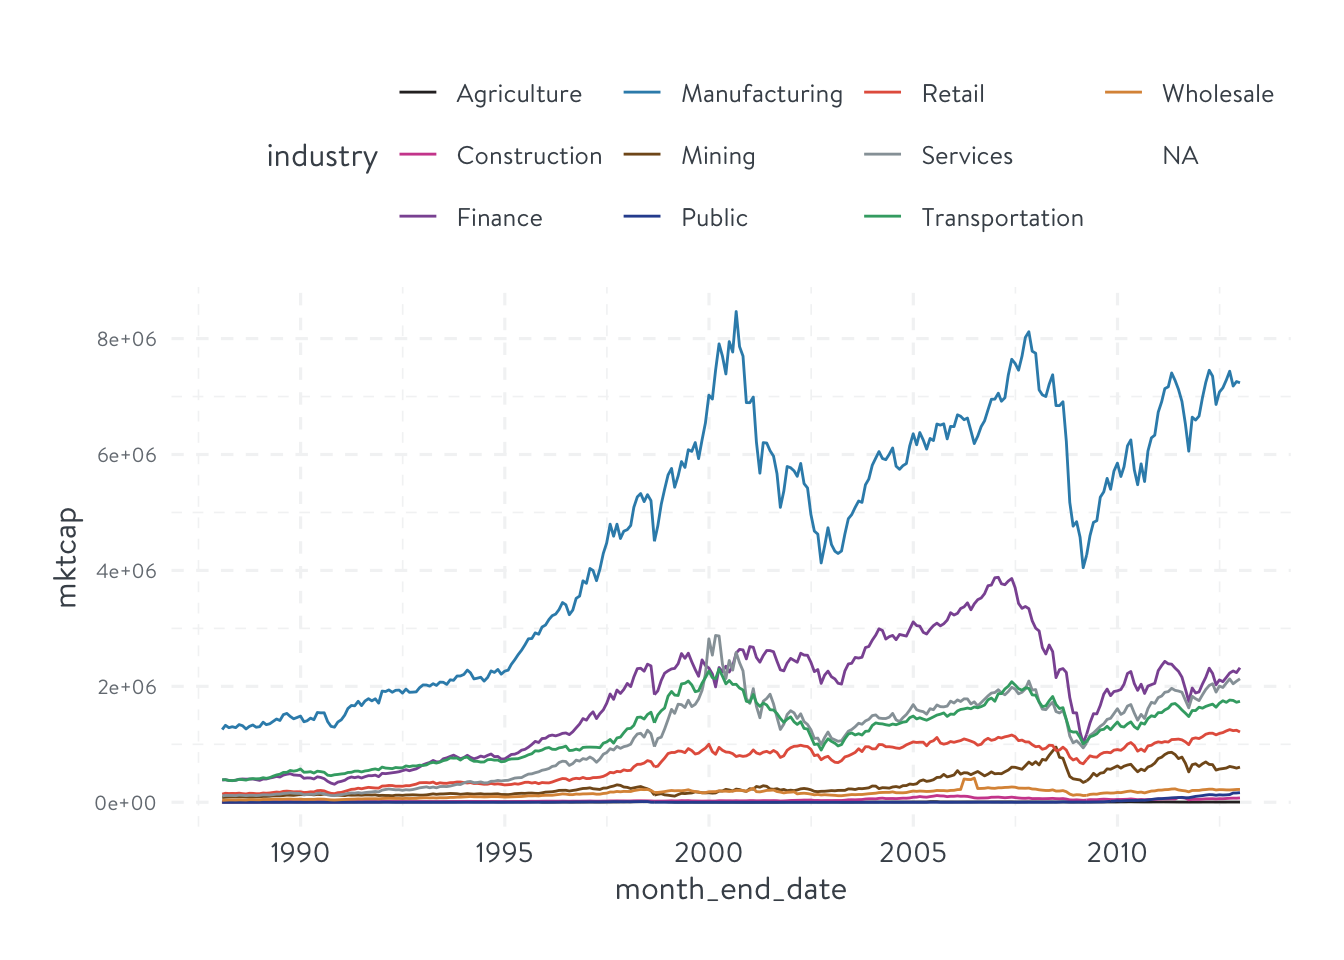 Agriculture Manufacturing Retail Wholesale
industry Construction Mining Services NA
Finance Public Transportation
8e+06
6e+06
4e+06
2e+06
0e+00
mktcap
1990 1995 2000 2005 2010
month_end_date